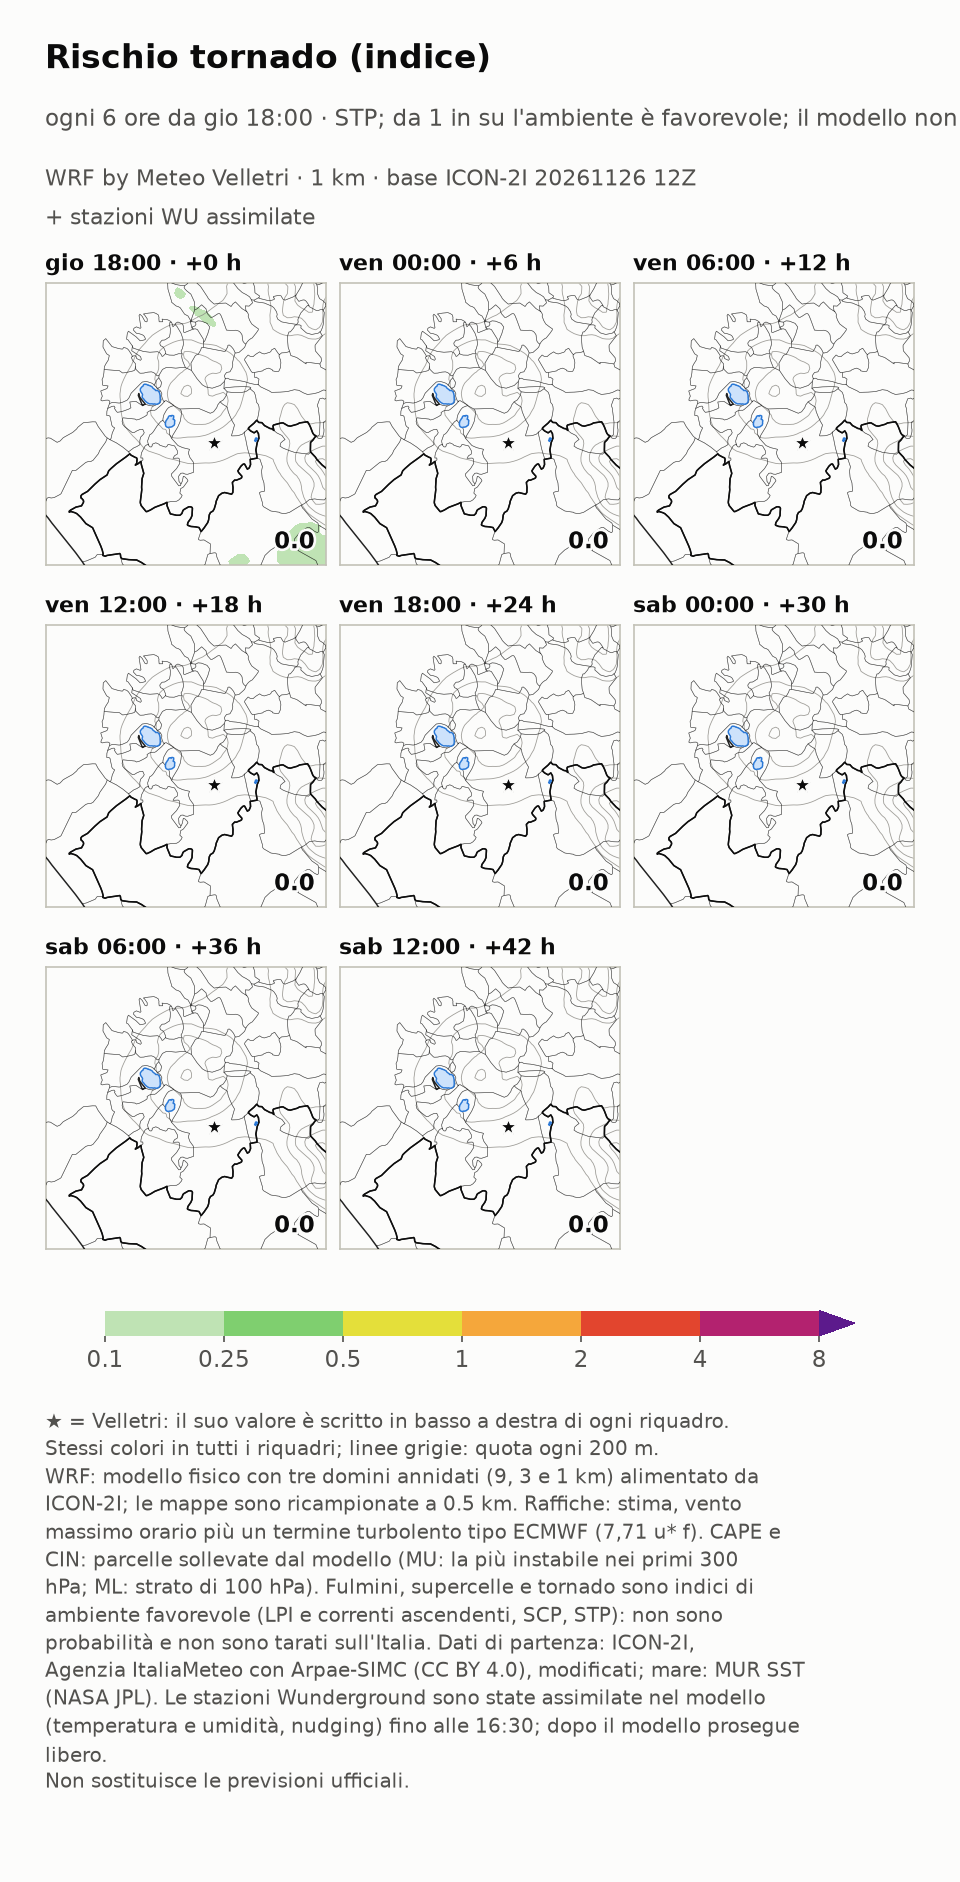 Rischio tornado (indice)
ogni 6 ore da gio 18:00 · STP; da 1 in su l'ambiente è favorevole; il modello non
WRF by Meteo Velletri · 1 km · base ICON-2I 20261126 12Z
+ stazioni WU assimilate
gio 18:00 · +0 h
ven 00:00 · +6 h
ven 06:00 · +12 h
0.0
0.0
0.0
ven 12:00 · +18 h
ven 18:00 · +24 h
sab 00:00 · +30 h
0.0
0.0
0.0
sab 06:00 · +36 h
sab 12:00 · +42 h
0.0
0.0
0.1 0.25 0.5 1 2 4 8
★ = Velletri: il suo valore è scritto in basso a destra di ogni riquadro.
Stessi colori in tutti i riquadri; linee grigie: quota ogni 200 m.
WRF: modello fisico con tre domini annidati (9, 3 e 1 km) alimentato da
ICON-2I; le mappe sono ricampionate a 0.5 km. Raffiche: stima, vento
massimo orario più un termine turbolento tipo ECMWF (7,71 u* f). CAPE e
CIN: parcelle sollevate dal modello (MU: la più instabile nei primi 300
hPa; ML: strato di 100 hPa). Fulmini, supercelle e tornado sono indici di
ambiente favorevole (LPI e correnti ascendenti, SCP, STP): non sono
probabilità e non sono tarati sull'Italia. Dati di partenza: ICON-2I,
Agenzia ItaliaMeteo con Arpae-SIMC (CC BY 4.0), modificati; mare: MUR SST
(NASA JPL). Le stazioni Wunderground sono state assimilate nel modello
(temperatura e umidità, nudging) fino alle 16:30; dopo il modello prosegue
libero.
Non sostituisce le previsioni ufficiali.